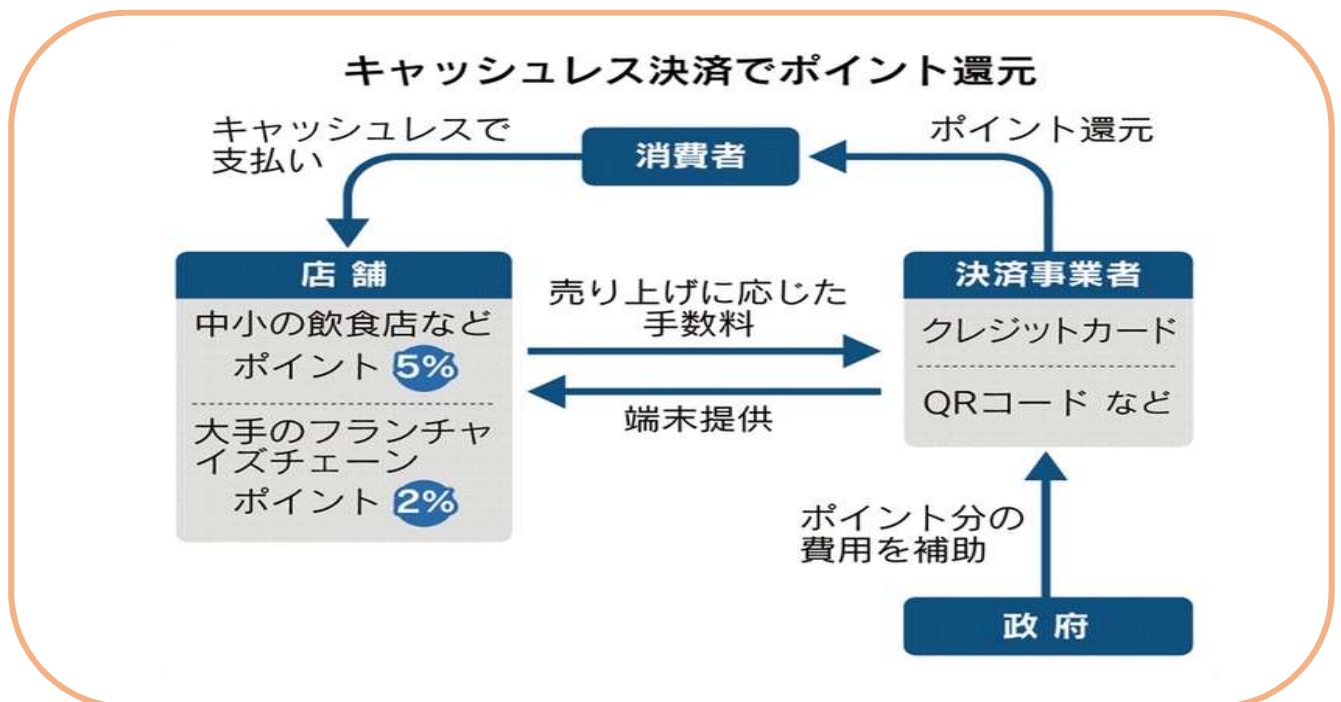 キャッシュレス決済でポイント還元
キャッシュレスで
支払い
消費者
ポイント還元
店舗
中小の飲食店など
ポイント 5%
大手のフランチャ
イズチェーン
ポイント 2%
売り上げに応じた
手数料
端末提供
決済事業者
クレジットカード
QRコード など
ポイント分の
費用を補助
政府